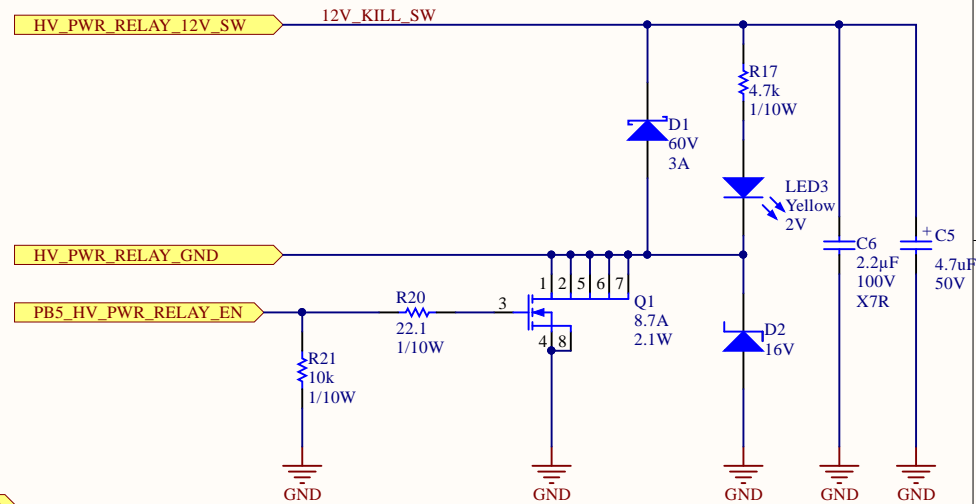 HV_PWR_RELAY_12V_SW
12V_KILL_SW
R17
4.7k
1/10W
D1
60V
3A
LED3
Yellow
2V
C6
2.2µF
100V
X7R
+
C5
4.7uF
50V
HV_PWR_RELAY_GND
1 2 5 6 7
PB5_HV_PWR_RELAY_EN
R20
22.1
1/10W
3
Q1
8.7A
2.1W
4 8
D2
16V
R21
10k
1/10W
GND
GND
GND
GND
GND